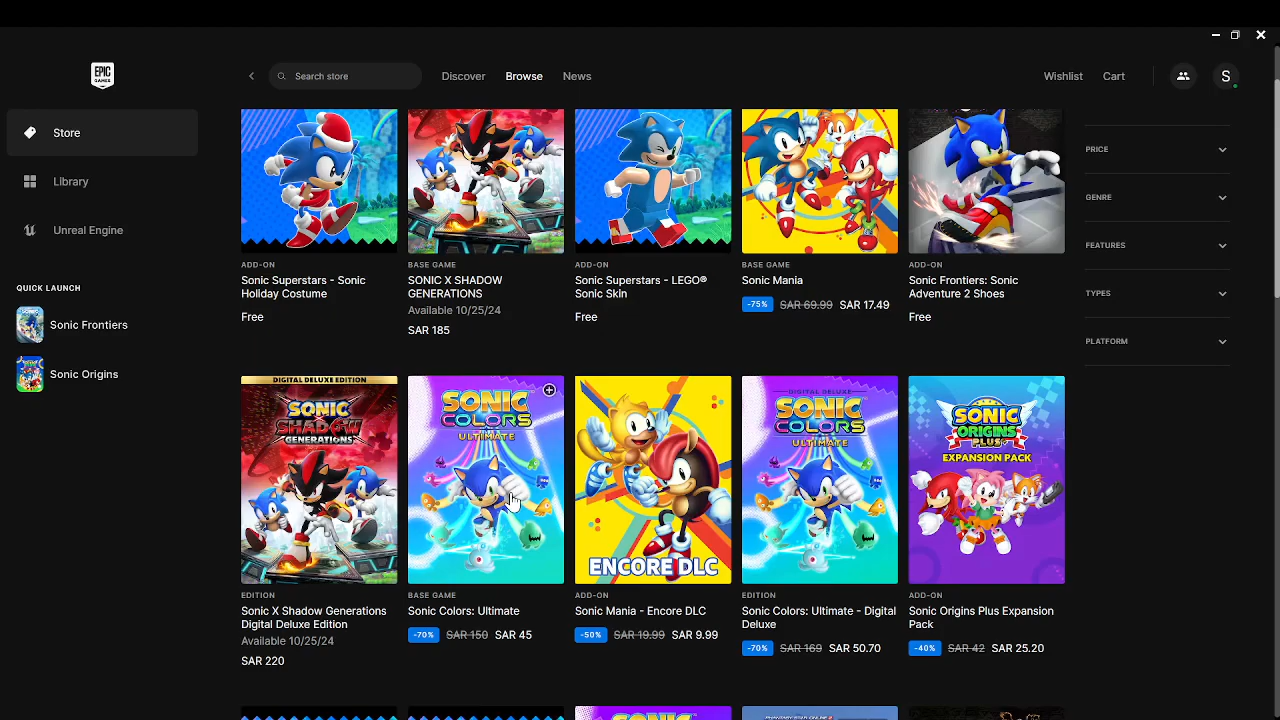 EPIC
GAMES
Search store
Discover
Browse
News
Wishlist
Cart
S
Store
Library
Unreal Engine
QUICK LAUNCH
Sonic Frontiers
Sonic Origins
ADD-ON
Sonic Superstars - Sonic
Holiday Costume
Free
BASE GAME
SONIC X SHADOW
GENERATIONS
Available 10/25/24
SAR 185
ADD-ON
Sonic Superstars - LEGO®
Sonic Skin
Free
BASE GAME
Sonic Mania
-75% SAR 69.99 SAR 17.49
ADD-ON
Sonic Frontiers: Sonic
Adventure 2 Shoes
Free
PRICE
GENRE
FEATURES
TYPES
PLATFORM
DIGITAL DELUXE EDITION
SONIC
SHADOW
GENERATIONS
EDITION
Sonic X Shadow Generations
Digital Deluxe Edition
Available 10/25/24
SAR 220
SONIC
COLORS
ULTIMATE
BASE GAME
Sonic Colors: Ultimate
-70% SAR 150 SAR 45
ENCORE DLC
ADD-ON
Sonic Mania - Encore DLC
-50% SAR 19.99 SAR 9.99
DIGITAL DELUXE
SONIC
COLORS
ULTIMATE
EDITION
Sonic Colors: Ultimate - Digital
Deluxe
-70% SAR 169 SAR 50.70
SONIC
ORIGINS
PLUS
EXPANSION PACK
ADD-ON
Sonic Origins Plus Expansion
Pack
-40% SAR 42 SAR 25.20
SONIC